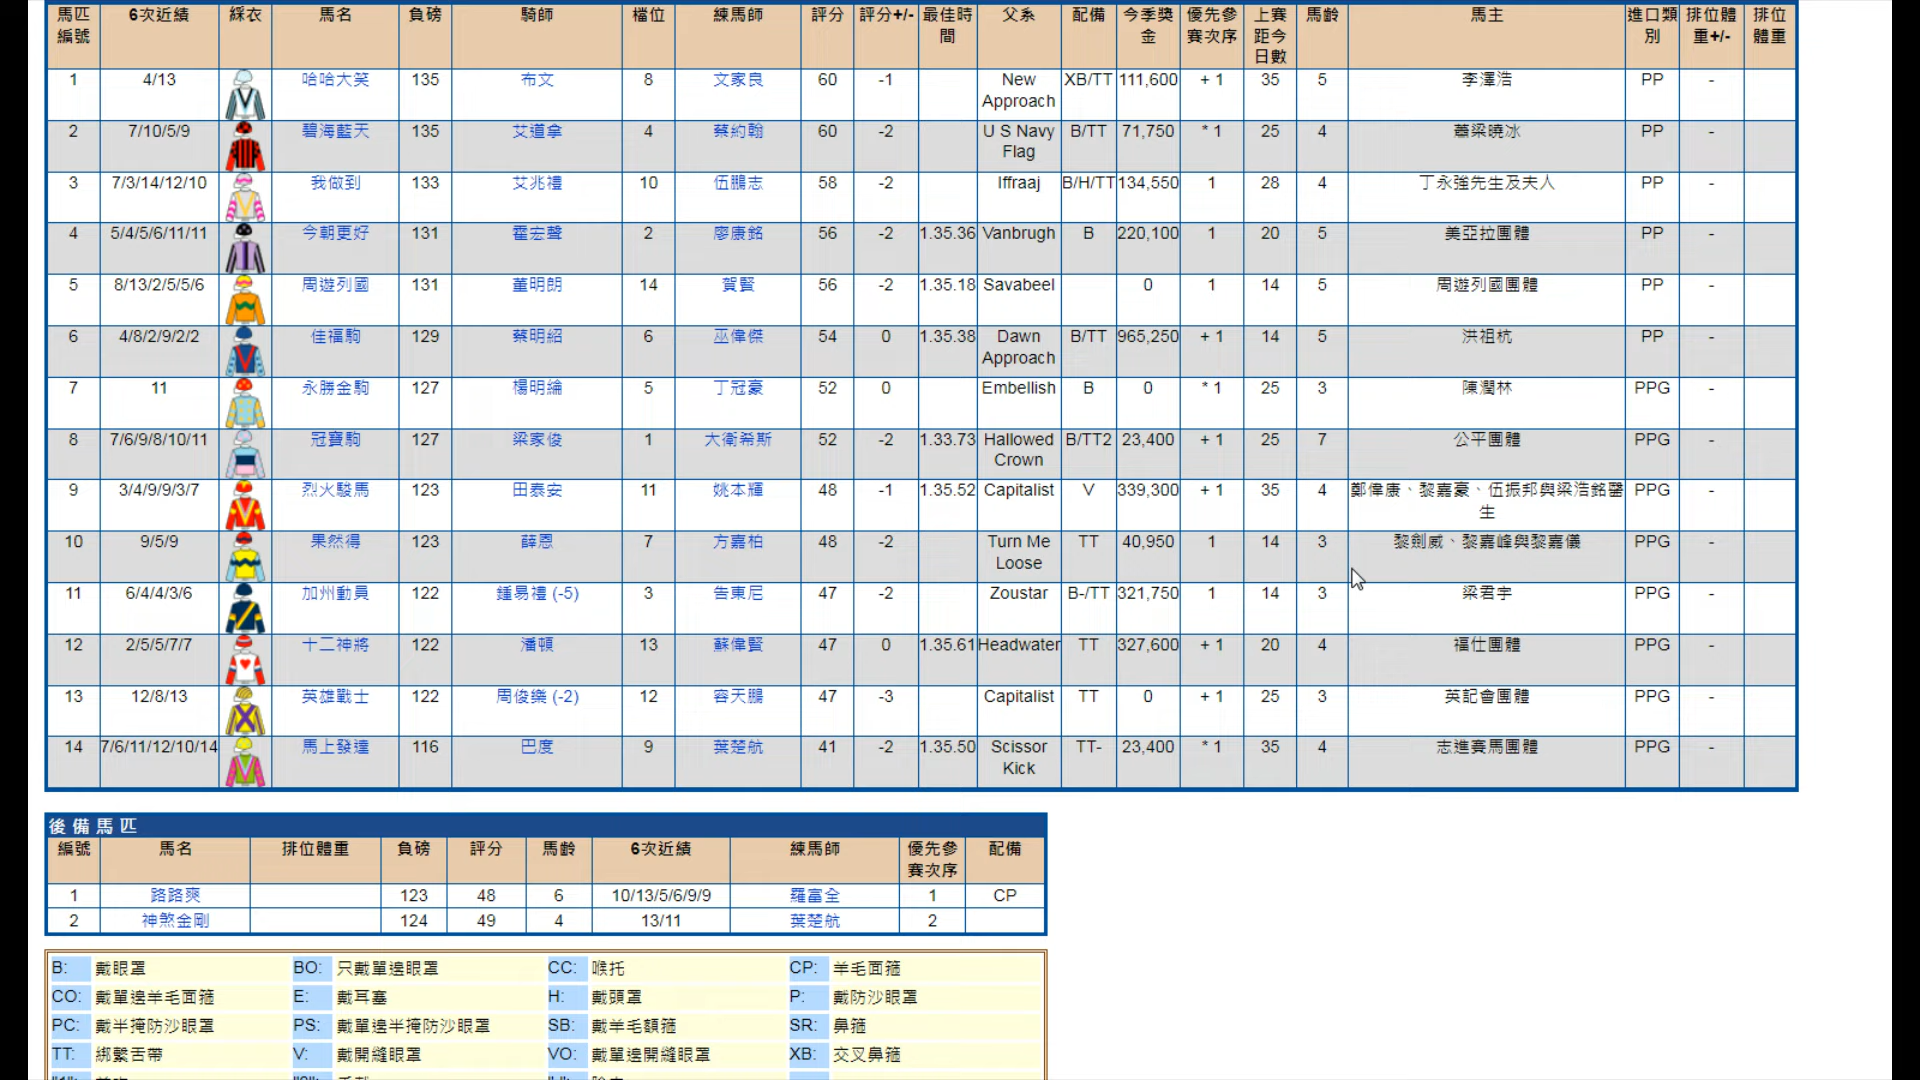 馬匹編號 6次近績 綵衣 馬名 負磅 騎師 檔位 練馬師 評分 評分+/- 最佳時間 父系 配備 今季獎金 優先參賽次序 上賽距今日數 馬齡 馬主 進口類別 排位體重+/- 排位體重
1 4/13 哈哈大笑 135 布文 8 文家良 60 -1 New Approach XB/TT 111,600 + 1 35 5 李澤浩 PP -
2 7/10/5/9 碧海藍天 135 艾道拿 4 蔡約翰 60 -2 U S Navy Flag B/TT 71,750 * 1 25 4 蕭梁曉冰 PP -
3 7/3/14/12/10 我做到 133 艾兆禮 10 伍鵬志 58 -2 Iffraaj B/H/TT 134,550 1 28 4 丁永強先生及夫人 PP -
4 5/4/5/6/11/11 今朝更好 131 霍宏聲 2 廖康銘 56 -2 1.35.36 Vanbrugh B 220,100 1 20 5 美亞拉團體 PP -
5 8/13/2/5/5/6 周遊列國 131 董明朗 14 賀賢 56 -2 1.35.18 Savabeel 0 1 14 5 周遊列國團體 PP -
6 4/8/2/9/2/2 佳福駒 129 蔡明紹 6 巫偉傑 54 0 1.35.38 Dawn Approach B/TT 965,250 + 1 14 5 洪祖杭 PP -
7 11 永勝金駒 127 楊明綸 5 丁冠豪 52 0 Embellish B 0 * 1 25 3 陳潤林 PPG -
8 7/6/9/8/10/11 冠寶駒 127 梁家俊 1 大衛希斯 52 -2 1.33.73 Hallowed Crown B/TT2 23,400 + 1 25 7 公平團體 PPG -
9 3/4/9/9/3/7 烈火駿馬 123 田泰安 11 姚本輝 48 -1 1.35.52 Capitalist V 339,300 + 1 35 4 鄭偉康、黎嘉豪、伍振邦與梁浩銘醫生 PPG -
10 9/5/9 果然得 123 薛恩 7 方嘉柏 48 -2 Turn Me Loose TT 40,950 1 14 3 黎劍威、黎嘉峰與黎嘉儀 PPG -
11 6/4/4/3/6 加州動員 122 鍾易禮 (-5) 3 告東尼 47 -2 Zoustar B-/TT 321,750 1 14 3 梁君宇 PPG -
12 2/5/5/7/7 十二神將 122 潘頓 13 蘇偉賢 47 0 1.35.61 Headwater TT 327,600 + 1 20 4 福仕團體 PPG -
13 12/8/13 英雄戰士 122 周俊樂 (-2) 12 容天鵬 47 -3 Capitalist TT 0 + 1 25 3 英記會團體 PPG -
14 7/6/11/12/10/14 馬上發達 116 巴度 9 葉楚航 41 -2 1.35.50 Scissor Kick TT- 23,400 * 1 35 4 志進賽馬團體 PPG -
後備馬匹
編號 馬名 排位體重 負磅 評分 馬齡 6次近績 練馬師 優先參賽次序 配備
1 路路爽 123 48 6 10/13/5/6/9/9 羅富全 1 CP
2 神煞金剛 124 49 4 13/11 葉楚航 2
B: 戴眼罩 BO: 只戴單邊眼罩 CC: 喉托 CP: 羊毛面箍
CO: 戴單邊羊毛面箍 E: 戴耳塞 H: 戴頭罩 P: 戴防沙眼罩
PC: 戴半掩防沙眼罩 PS: 戴單邊半掩防沙眼罩 SB: 戴羊毛額箍 SR: 鼻箍
TT: 綁繫舌帶 V: 戴開縫眼罩 VO: 戴單邊開縫眼罩 XB: 交叉鼻箍